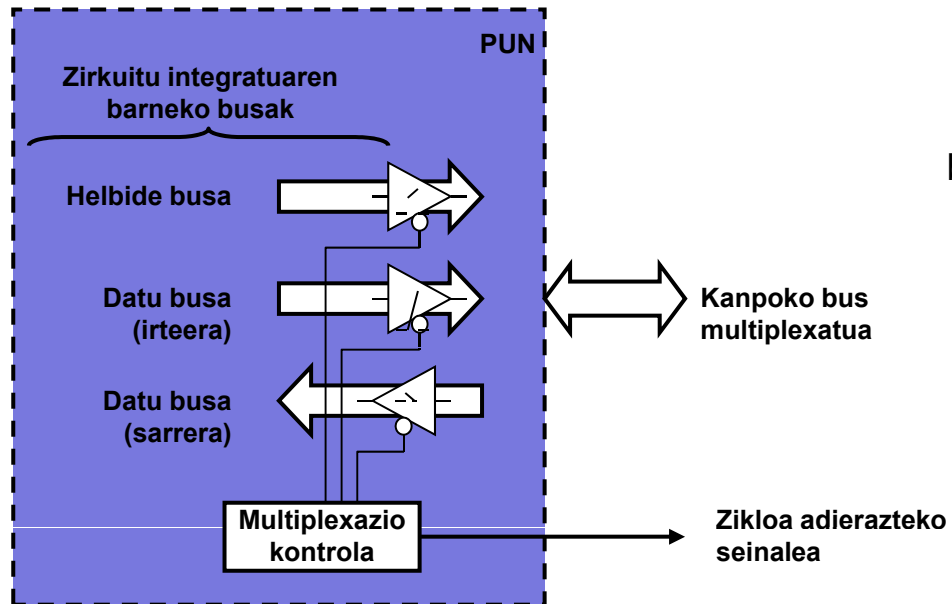 PUN
Zirkuitu integratuaren
barneko busak
Helbide busa
Datu busa
(irteera)
Kanpoko bus
multiplexatua
Datu busa
(sarrera)
Multiplexazio
kontrola
Zikloa adierazteko
seinalea